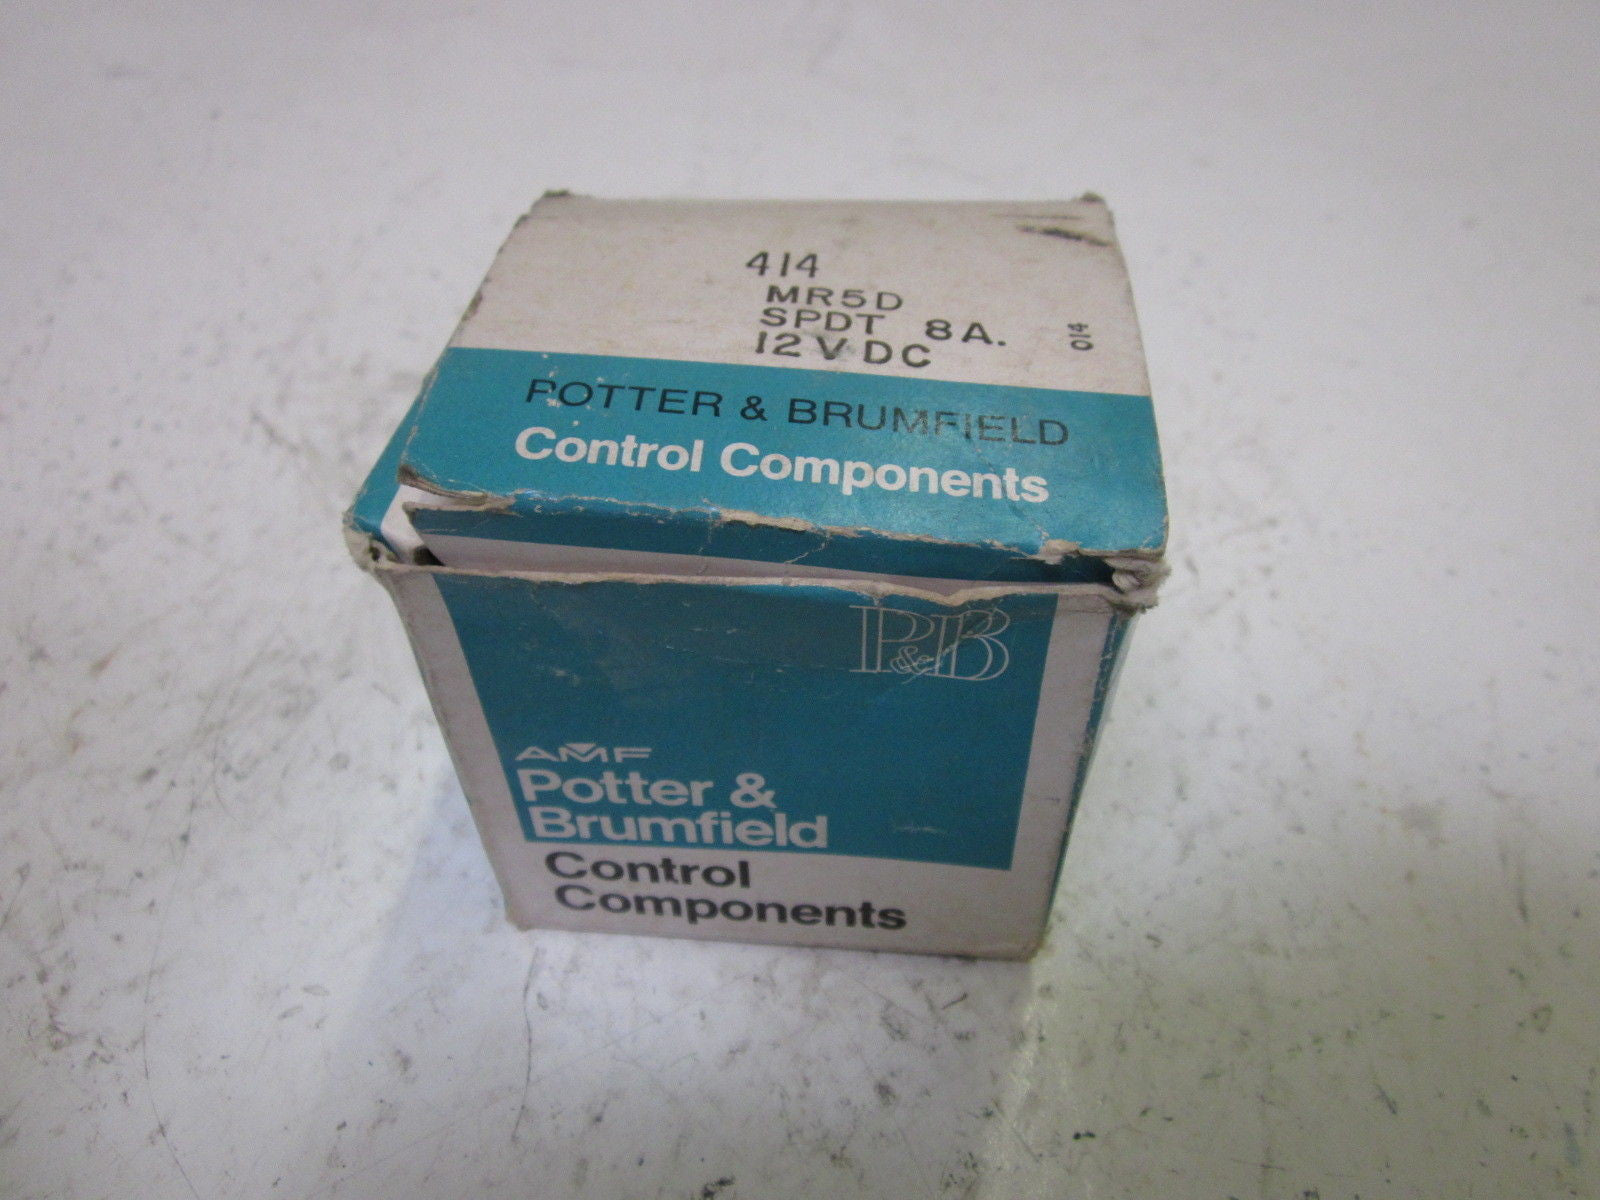 414
MR5D
SPDT 8A.
12VDC
014
POTTER & BRUMFIELD
Control Components
P&B
AMF
Potter &
Brumfield
Control
Components